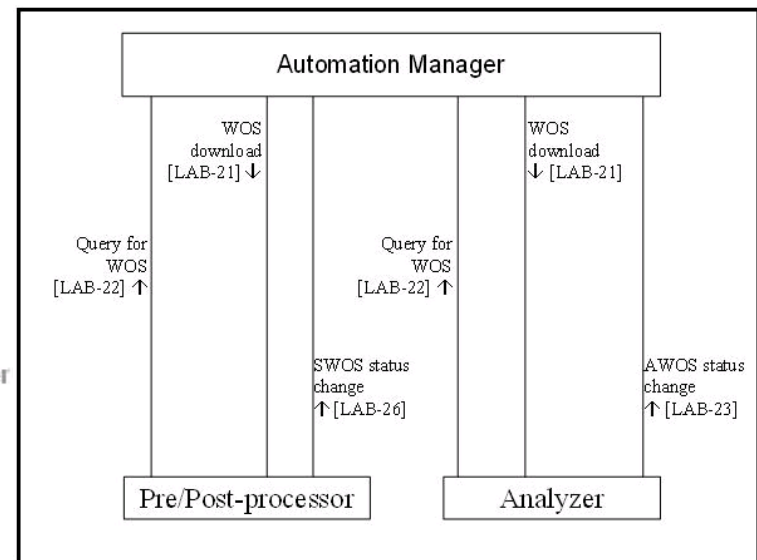 Automation Manager
WOS
download
[LAB-21] ↓
WOS
download
↓ [LAB-21]
Query for
WOS
[LAB-22] ↑
Query for
WOS
[LAB-22] ↑
SWOS status
change
↑ [LAB-26]
AWOS status
change
↑ [LAB-23]
Pre/Post-processor
Analyzer